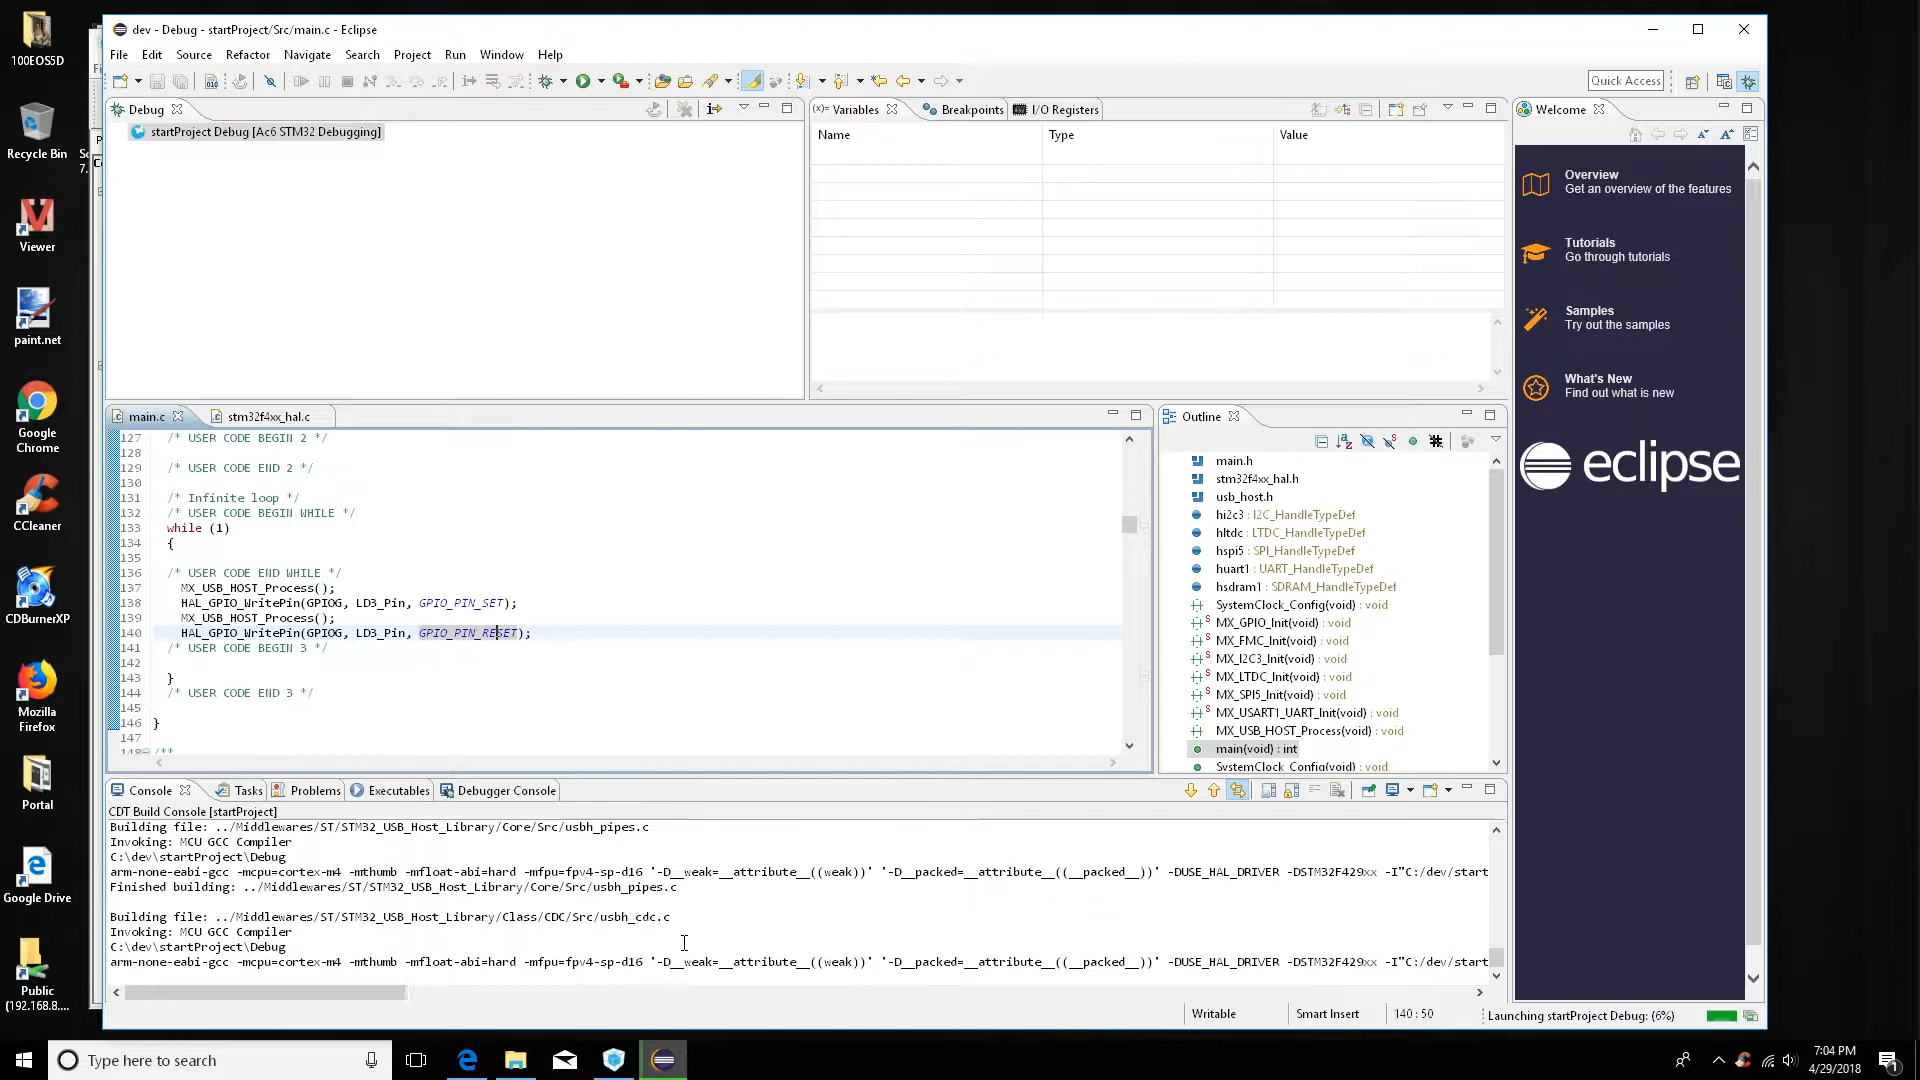 100EOS5D
Recycle Bin
Viewer
paint.net
Google
Chrome
CCleaner
CDBurnerXP
Mozilla
Firefox
Portal
Google Drive
Public
(192.168.8....
dev - Debug - startProject/Src/main.c - Eclipse
File Edit Source Refactor Navigate Search Project Run Window Help
Quick Access
Debug
startProject Debug [Ac6 STM32 Debugging]
(x)= Variables Breakpoints I/O Registers
Name Type Value
Welcome
Overview
Get an overview of the features
Tutorials
Go through tutorials
Samples
Try out the samples
What's New
Find out what is new
eclipse
main.c stm32f4xx_hal.c
127 /* USER CODE BEGIN 2 */
128
129 /* USER CODE END 2 */
130
131 /* Infinite loop */
132 /* USER CODE BEGIN WHILE */
133 while (1)
134 {
135
136 /* USER CODE END WHILE */
137 MX_USB_HOST_Process();
138 HAL_GPIO_WritePin(GPIOG, LD3_Pin, GPIO_PIN_SET);
139 MX_USB_HOST_Process();
140 HAL_GPIO_WritePin(GPIOG, LD3_Pin, GPIO_PIN_RESET);
141 /* USER CODE BEGIN 3 */
142
143 }
144 /* USER CODE END 3 */
145
146 }
147
148 /**
Outline
main.h
stm32f4xx_hal.h
usb_host.h
hi2c3 : I2C_HandleTypeDef
hltdc : LTDC_HandleTypeDef
hspi5 : SPI_HandleTypeDef
huart1 : UART_HandleTypeDef
hsdram1 : SDRAM_HandleTypeDef
SystemClock_Config(void) : void
MX_GPIO_Init(void) : void
MX_FMC_Init(void) : void
MX_I2C3_Init(void) : void
MX_LTDC_Init(void) : void
MX_SPI5_Init(void) : void
MX_USART1_UART_Init(void) : void
MX_USB_HOST_Process(void) : void
main(void) : int
SystemClock_Config(void) : void
Console Tasks Problems Executables Debugger Console
CDT Build Console [startProject]
Building file: ../Middlewares/ST/STM32_USB_Host_Library/Core/Src/usbh_pipes.c
Invoking: MCU GCC Compiler
C:\dev\startProject\Debug
arm-none-eabi-gcc -mcpu=cortex-m4 -mthumb -mfloat-abi=hard -mfpu=fpv4-sp-d16 '-D__weak=__attribute__((weak))' '-D__packed=__attribute__((__packed__))' -DUSE_HAL_DRIVER -DSTM32F429xx -I"C:/dev/start
Finished building: ../Middlewares/ST/STM32_USB_Host_Library/Core/Src/usbh_pipes.c
Building file: ../Middlewares/ST/STM32_USB_Host_Library/Class/CDC/Src/usbh_cdc.c
Invoking: MCU GCC Compiler
C:\dev\startProject\Debug
arm-none-eabi-gcc -mcpu=cortex-m4 -mthumb -mfloat-abi=hard -mfpu=fpv4-sp-d16 '-D__weak=__attribute__((weak))' '-D__packed=__attribute__((__packed__))' -DUSE_HAL_DRIVER -DSTM32F429xx -I"C:/dev/start
Writable Smart Insert 140 : 50 Launching startProject Debug: (6%)
Type here to search
7:04 PM
4/29/2018
1